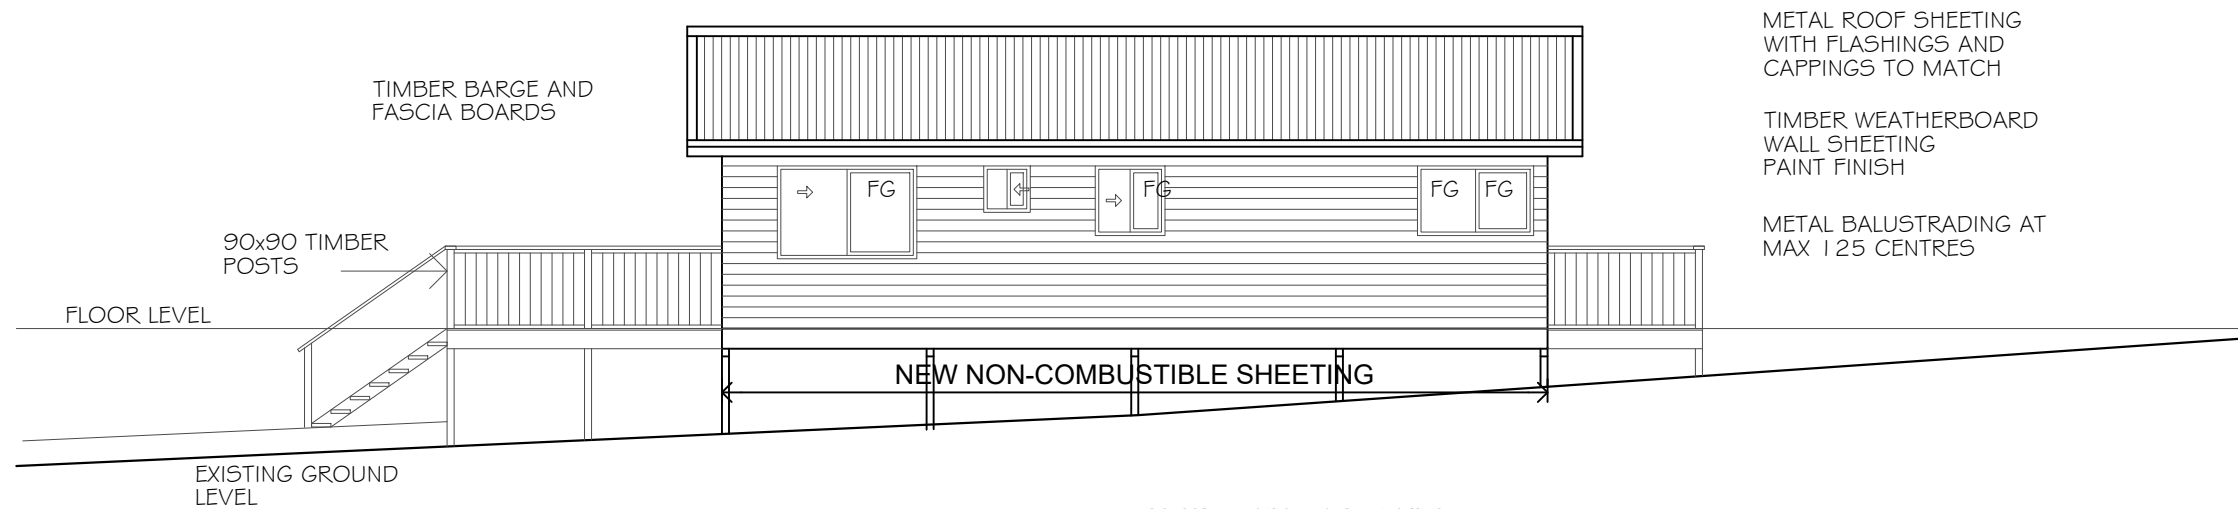 METAL ROOF SHEETING
WITH FLASHINGS AND
CAPPINGS TO MATCH
TIMBER BARGE AND
FASCIA BOARDS
TIMBER WEATHERBOARD
WALL SHEETING
PAINT FINISH
FG
FG
FG
FG
METAL BALUSTRADING AT
MAX 125 CENTRES
90x90 TIMBER
POSTS
FLOOR LEVEL
NEW NON-COMBUSTIBLE SHEETING
EXISTING GROUND
LEVEL